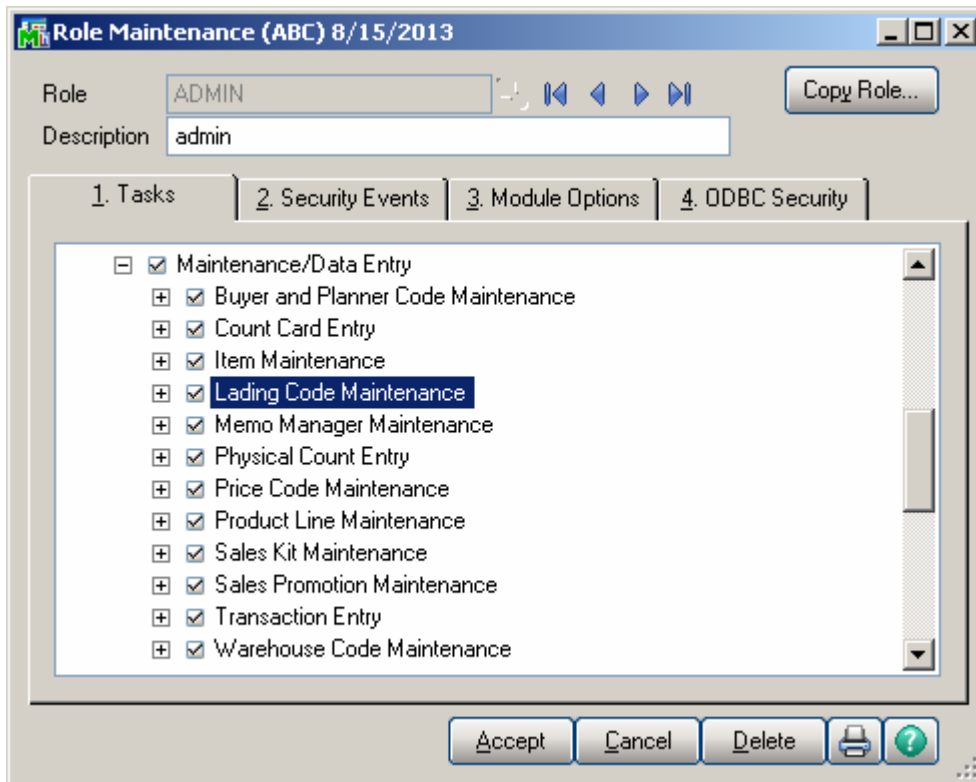 Role Maintenance (ABC) 8/15/2013
Role ADMIN Copy Role...
Description admin
1. Tasks 2. Security Events 3. Module Options 4. ODBC Security
Maintenance/Data Entry
Buyer and Planner Code Maintenance
Count Card Entry
Item Maintenance
Lading Code Maintenance
Memo Manager Maintenance
Physical Count Entry
Price Code Maintenance
Product Line Maintenance
Sales Kit Maintenance
Sales Promotion Maintenance
Transaction Entry
Warehouse Code Maintenance
Accept Cancel Delete ?